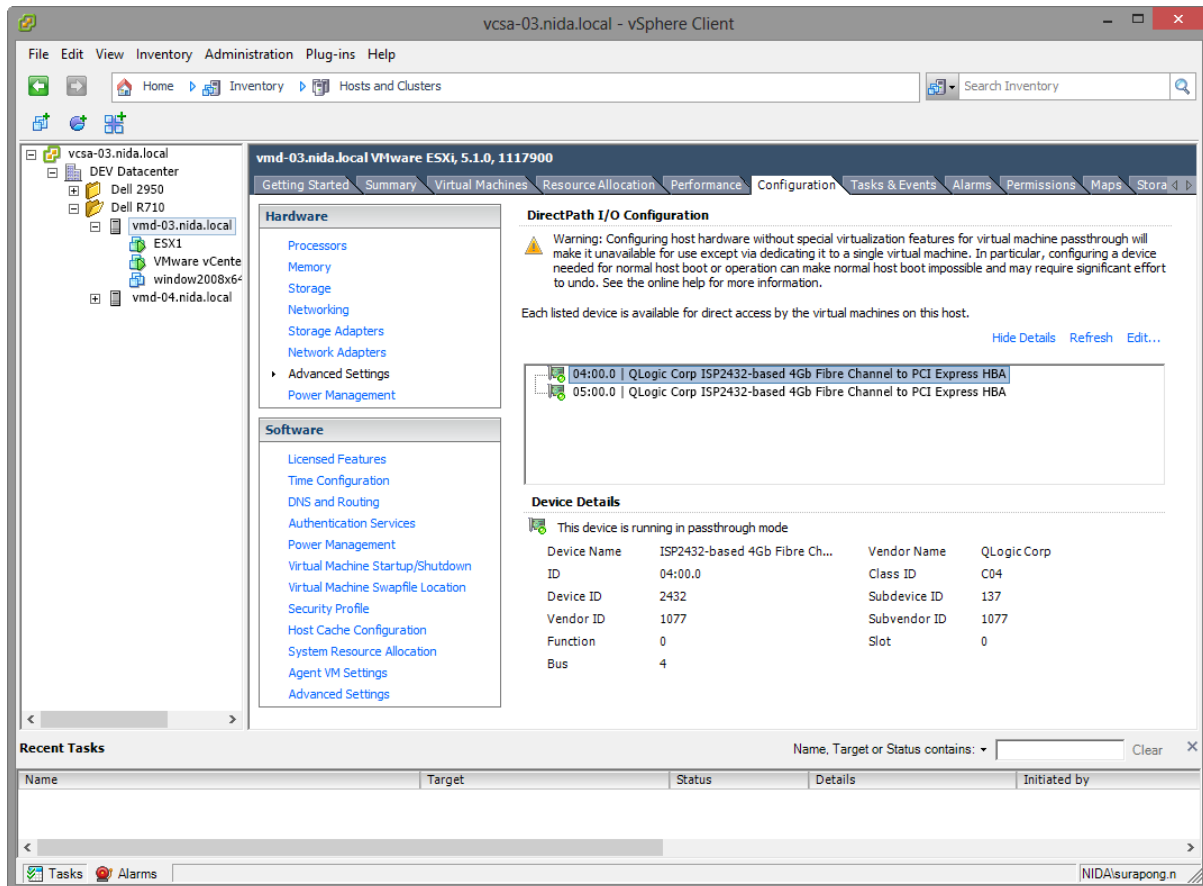 vcsa-03.nida.local - vSphere Client
File Edit View Inventory Administration Plug-ins Help
Home Inventory Hosts and Clusters
Search Inventory
vcsa-03.nida.local
DEV Datacenter
Dell 2950
Dell R710
vmd-03.nida.local
ESX1
VMware vCente
window2008x64
vmd-04.nida.local
vmd-03.nida.local VMware ESXi, 5.1.0, 1117900
Getting Started Summary Virtual Machines Resource Allocation Performance Configuration Tasks & Events Alarms Permissions Maps Stora
Hardware
Processors
Memory
Storage
Networking
Storage Adapters
Network Adapters
Advanced Settings
Power Management
Software
Licensed Features
Time Configuration
DNS and Routing
Authentication Services
Power Management
Virtual Machine Startup/Shutdown
Virtual Machine Swapfile Location
Security Profile
Host Cache Configuration
System Resource Allocation
Agent VM Settings
Advanced Settings
DirectPath I/O Configuration
Warning: Configuring host hardware without special virtualization features for virtual machine passthrough will
make it unavailable for use except via dedicating it to a single virtual machine. In particular, configuring a device
needed for normal host boot or operation can make normal host boot impossible and may require significant effort
to undo. See the online help for more information.
Each listed device is available for direct access by the virtual machines on this host.
Hide Details Refresh Edit...
04:00.0 | QLogic Corp ISP2432-based 4Gb Fibre Channel to PCI Express HBA
05:00.0 | QLogic Corp ISP2432-based 4Gb Fibre Channel to PCI Express HBA
Device Details
This device is running in passthrough mode
Device Name ISP2432-based 4Gb Fibre Ch... Vendor Name QLogic Corp
ID 04:00.0 Class ID C04
Device ID 2432 Subdevice ID 137
Vendor ID 1077 Subvendor ID 1077
Function 0 Slot 0
Bus 4
Recent Tasks
Name, Target or Status contains: Clear
Name Target Status Details Initiated by
Tasks Alarms NIDA\surapong.n